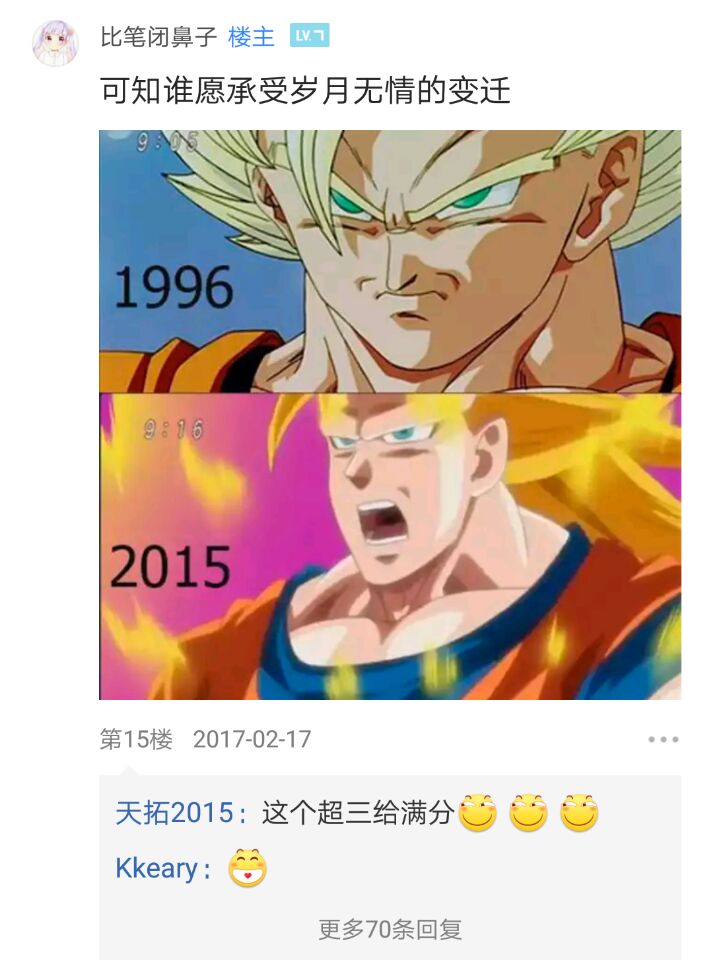 比笔闭鼻子 楼主 LV.7
可知谁愿承受岁月无情的变迁
9:05
1996
9:16
2015
第15楼 2017-02-17
天拓2015：这个超三给满分
Kkeary：
更多70条回复